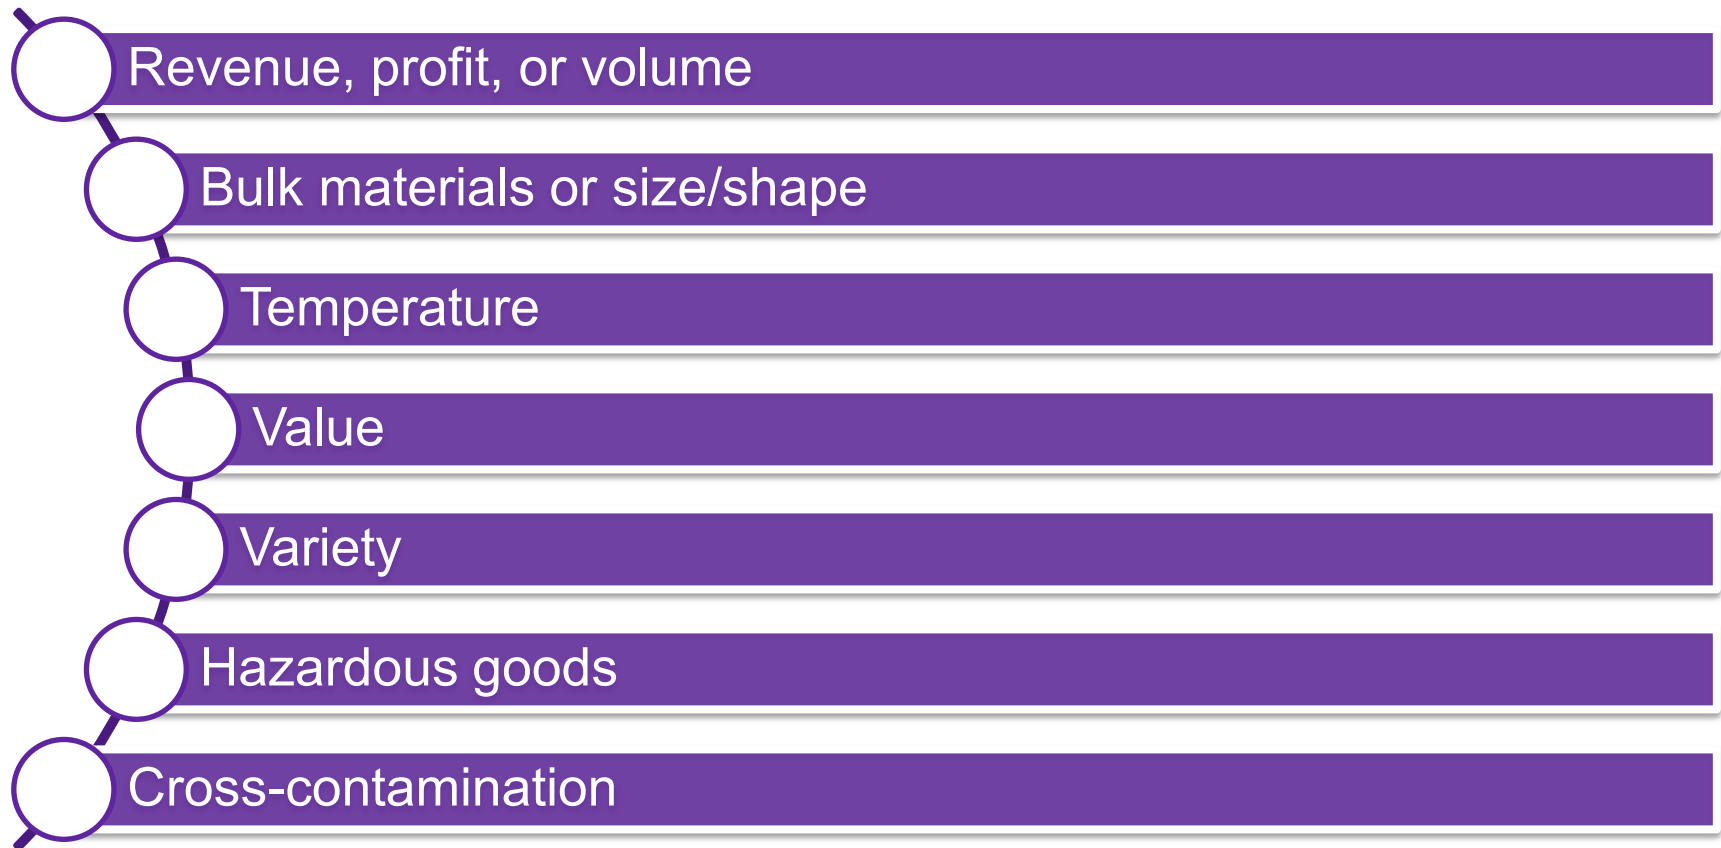 Revenue, profit, or volume
Bulk materials or size/shape
Temperature
Value
Variety
Hazardous goods
Cross-contamination